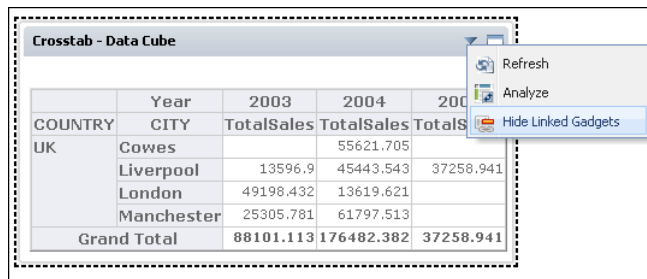 Crosstab - Data Cube
Refresh
Analyze
Hide Linked Gadgets
Year 2003 2004 200
COUNTRY CITY TotalSales TotalSales TotalS
UK Cowes 55621.705
Liverpool 13596.9 45443.543 37258.941
London 49198.432 13619.621
Manchester 25305.781 61797.513
Grand Total 88101.113 176482.382 37258.941